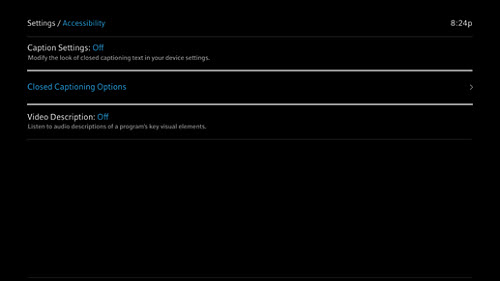 Settings / Accessibility
8:24p
Caption Settings: Off
Modify the look of closed captioning text in your device settings.
Closed Captioning Options
Video Description: Off
Listen to audio descriptions of a program's key visual elements.